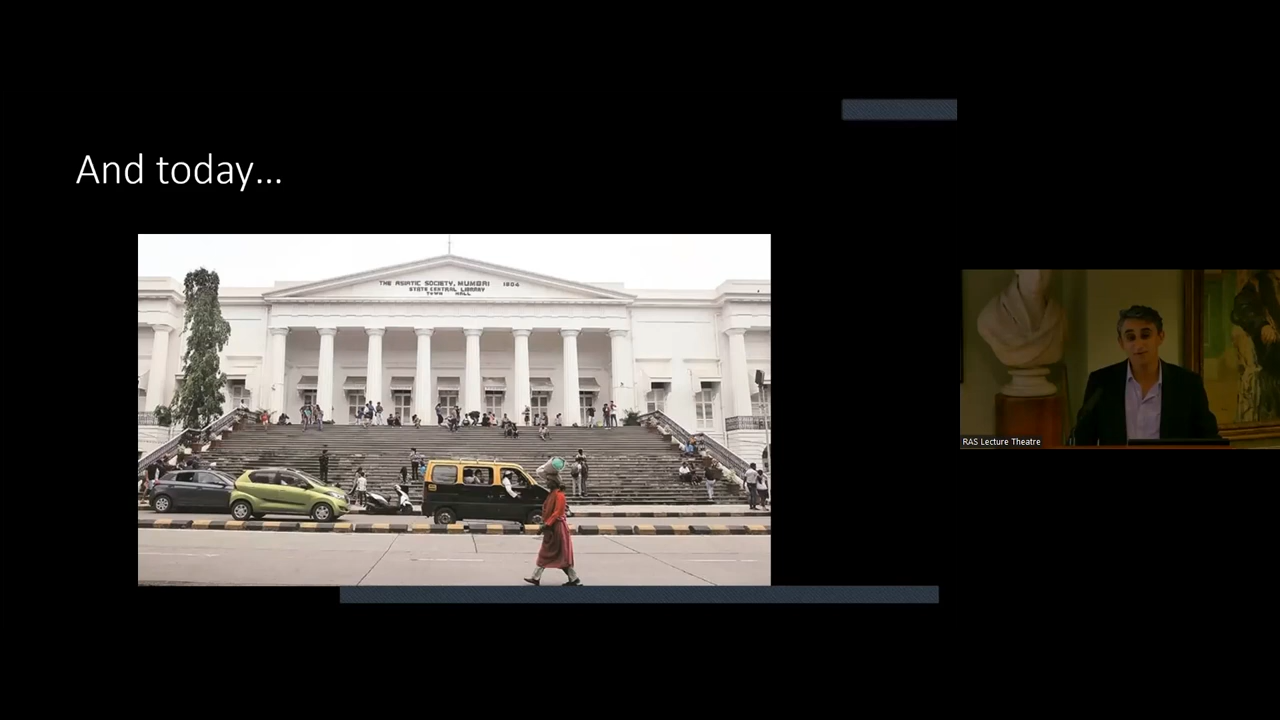 And today...
THE ASIATIC SOCIETY, MUMBAI 1804
STATE CENTRAL LIBRARY
TOWN HALL
RAS Lecture Theatre